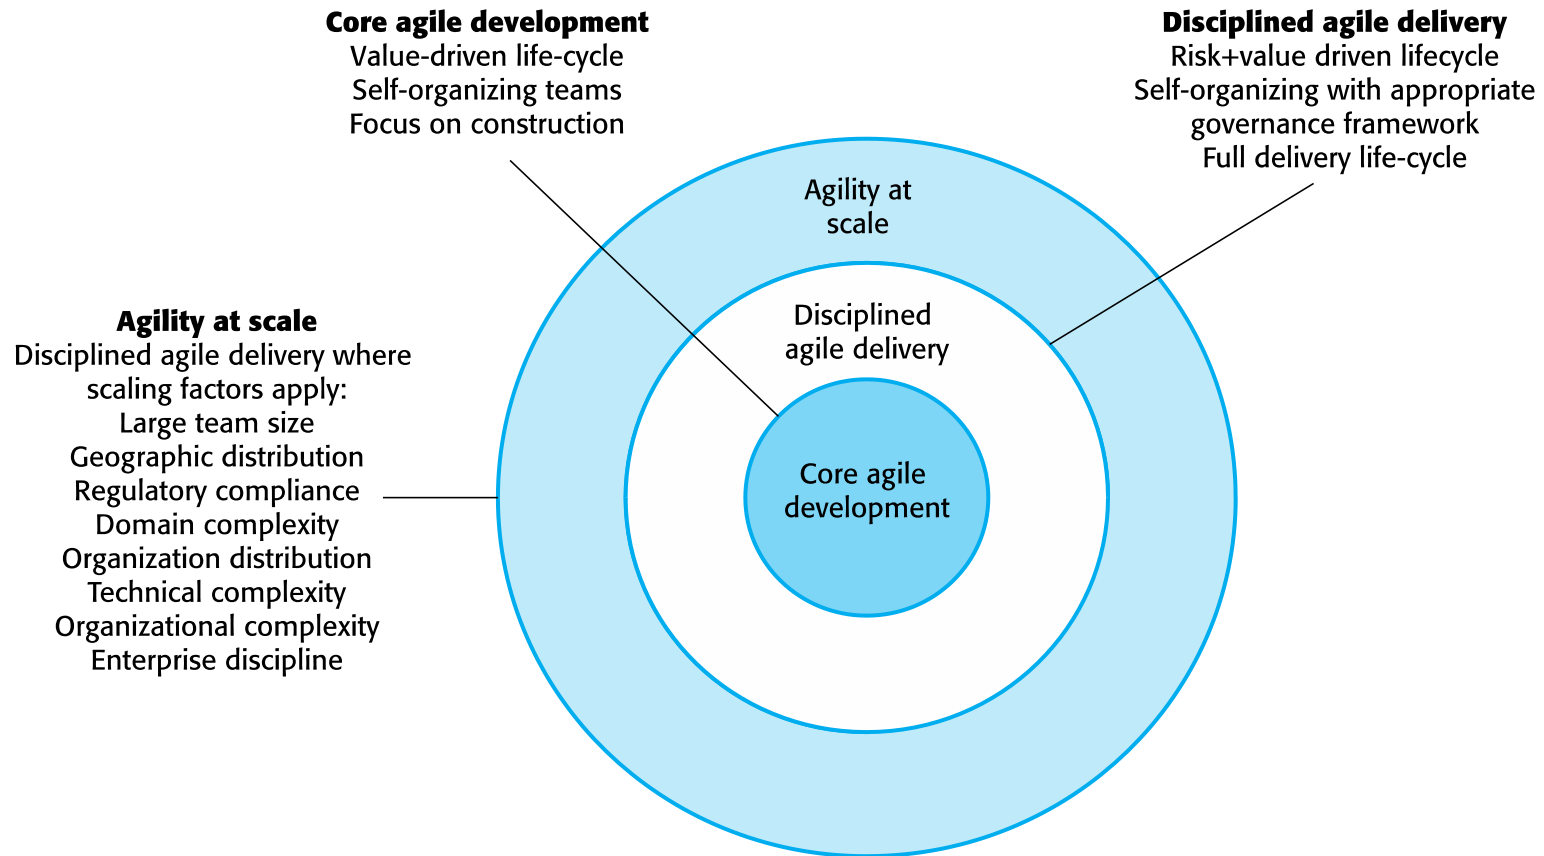 Core agile development
Value-driven life-cycle
Self-organizing teams
Focus on construction
Disciplined agile delivery
Risk+value driven lifecycle
Self-organizing with appropriate
governance framework
Full delivery life-cycle
Agility at
scale
Disciplined
agile delivery
Core agile
development
Agility at scale
Disciplined agile delivery where
scaling factors apply:
Large team size
Geographic distribution
Regulatory compliance
Domain complexity
Organization distribution
Technical complexity
Organizational complexity
Enterprise discipline